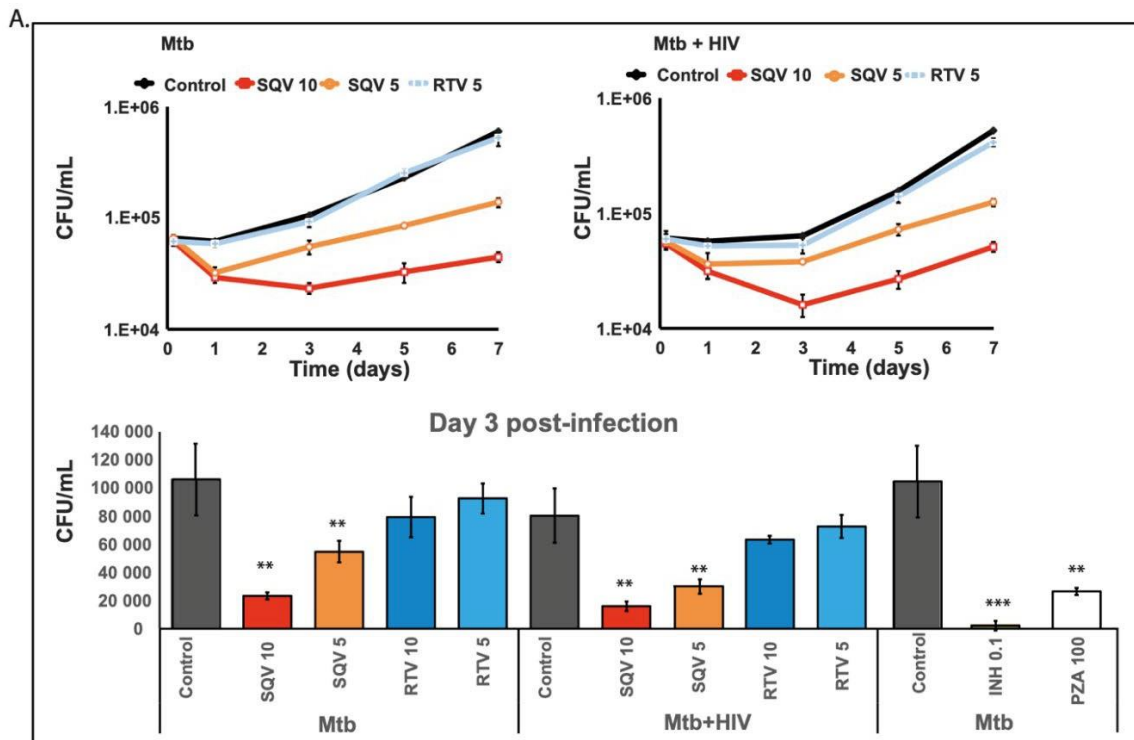 A.
Mtb
Control SQV 10 SQV 5 RTV 5
1.E+06
CFU/mL
1.E+05
1.E+04
0 1 2 3 4 5 6 7
Time (days)
Mtb + HIV
Control SQV 10 SQV 5 RTV 5
1.E+06
CFU/mL
1.E+05
1.E+04
0 1 2 3 4 5 6 7
Time (days)
Day 3 post-infection
CFU/mL
140 000
120 000
100 000
80 000
60 000
40 000
20 000
0
** ** ** ** *** **
Control SQV 10 SQV 5 RTV 10 RTV 5 Control SQV 10 SQV 5 RTV 10 RTV 5 Control INH 0.1 PZA 100
Mtb Mtb+HIV Mtb